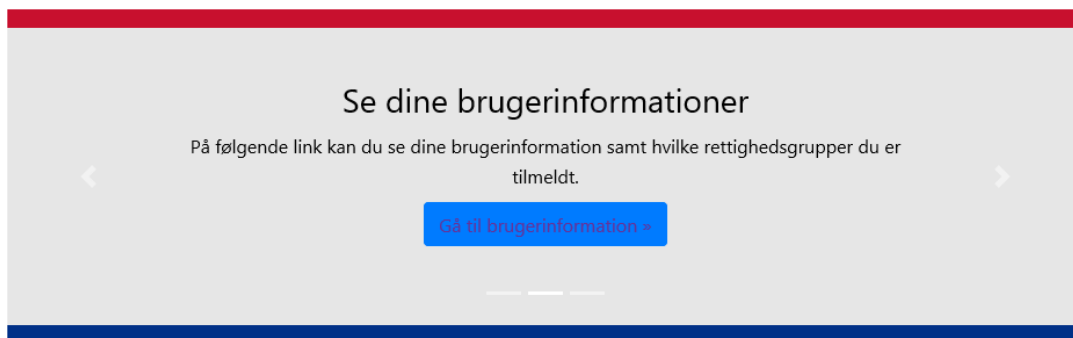 Se dine brugerinformationer
På følgende link kan du se dine brugerinformation samt hvilke rettighedsgrupper du er
tilmeldt.
Gå til brugerinformation »